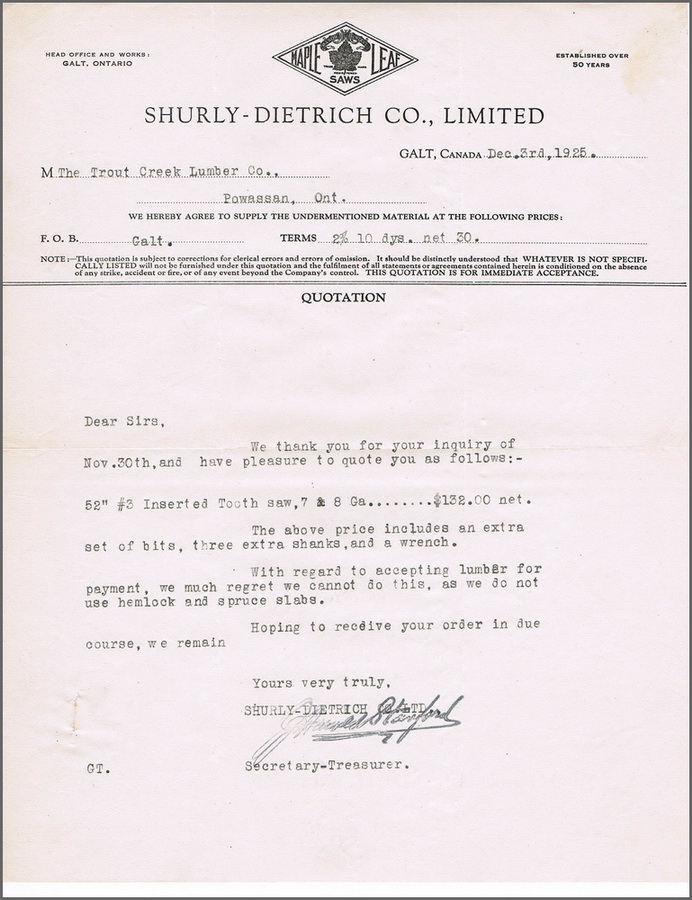 HEAD OFFICE AND WORKS:
GALT, ONTARIO
MAPLE LEAF
SAWS
ESTABLISHED OVER
50 YEARS
SHURLY-DIETRICH CO., LIMITED
GALT, CANADA Dec.3rd,1925.
M The Trout Creek Lumber Co.,
Powassan, Ont.
WE HEREBY AGREE TO SUPPLY THE UNDERMENTIONED MATERIAL AT THE FOLLOWING PRICES:
F. O. B. Galt. TERMS 2% 10 dys. net 30.
NOTE:—This quotation is subject to corrections for clerical errors and errors of omission. It should be distinctly understood that WHATEVER IS NOT SPECIFI-
CALLY LISTED will not be furnished under this quotation and the fulfilment of all statements or agreements contained herein is conditioned on the absence
of any strike, accident or fire, or of any event beyond the Company's control. THIS QUOTATION IS FOR IMMEDIATE ACCEPTANCE.
QUOTATION
Dear Sirs,
We thank you for your inquiry of
Nov.30th,and have pleasure to quote you as follows:-
52" #3 Inserted Tooth saw,7 & 8 Ga........$132.00 net.
The above price includes an extra
set of bits, three extra shanks,and a wrench.
With regard to accepting lumber for
payment, we much regret we cannot do this, as we do not
use hemlock and spruce slabs.
Hoping to receive your order in due
course, we remain
Yours very truly,
SHURLY-DIETRICH CO. LTD
Secretary-Treasurer.
GT.